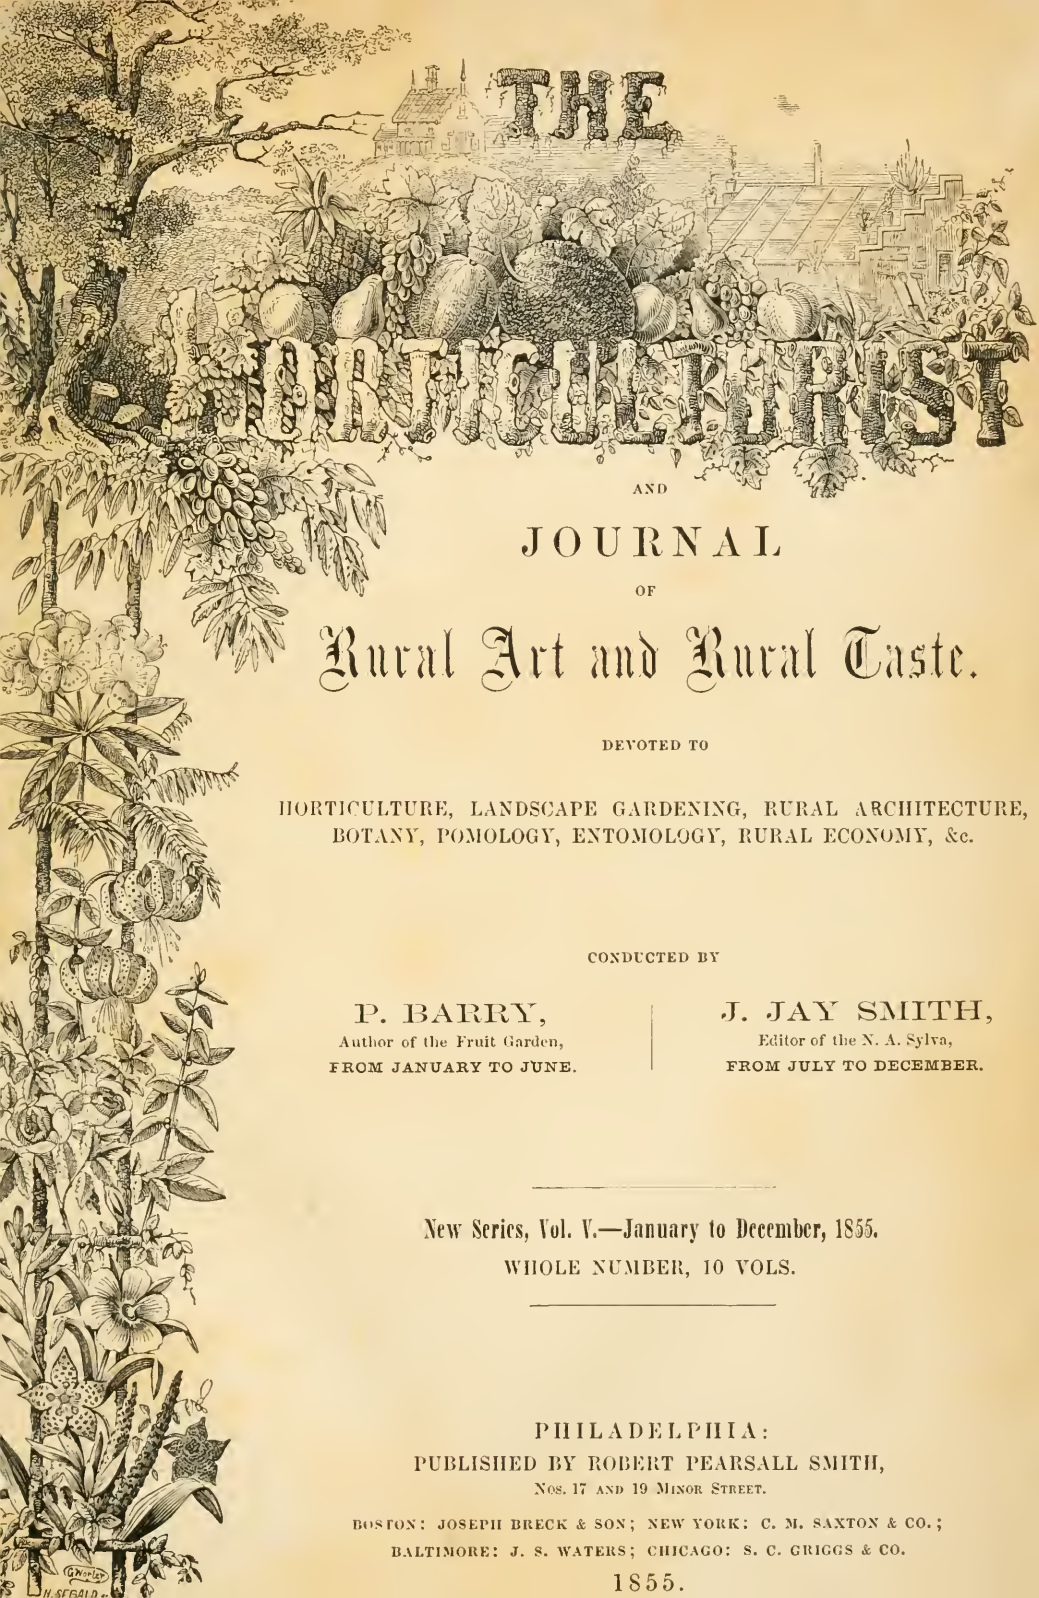 THE
HORTICULTURIST
AND
JOURNAL
OF
Rural Art and Rural Taste.
DEVOTED TO
HORTICULTURE, LANDSCAPE GARDENING, RURAL ARCHITECTURE,
BOTANY, POMOLOGY, ENTOMOLOGY, RURAL ECONOMY, &c.
CONDUCTED BY
P. BARRY,
Author of the Fruit Garden,
FROM JANUARY TO JUNE.
J. JAY SMITH,
Editor of the N. A. Sylva,
FROM JULY TO DECEMBER.
New Series, Vol. V.—January to December, 1855.
WHOLE NUMBER, 10 VOLS.
PHILADELPHIA:
PUBLISHED BY ROBERT PEARSALL SMITH,
Nos. 17 AND 19 MINOR STREET.
BOSTON: JOSEPH BRECK & SON; NEW YORK: C. M. SAXTON & CO.;
BALTIMORE: J. S. WATERS; CHICAGO: S. C. GRIGGS & CO.
1855.
G Worley
H. SEBALD